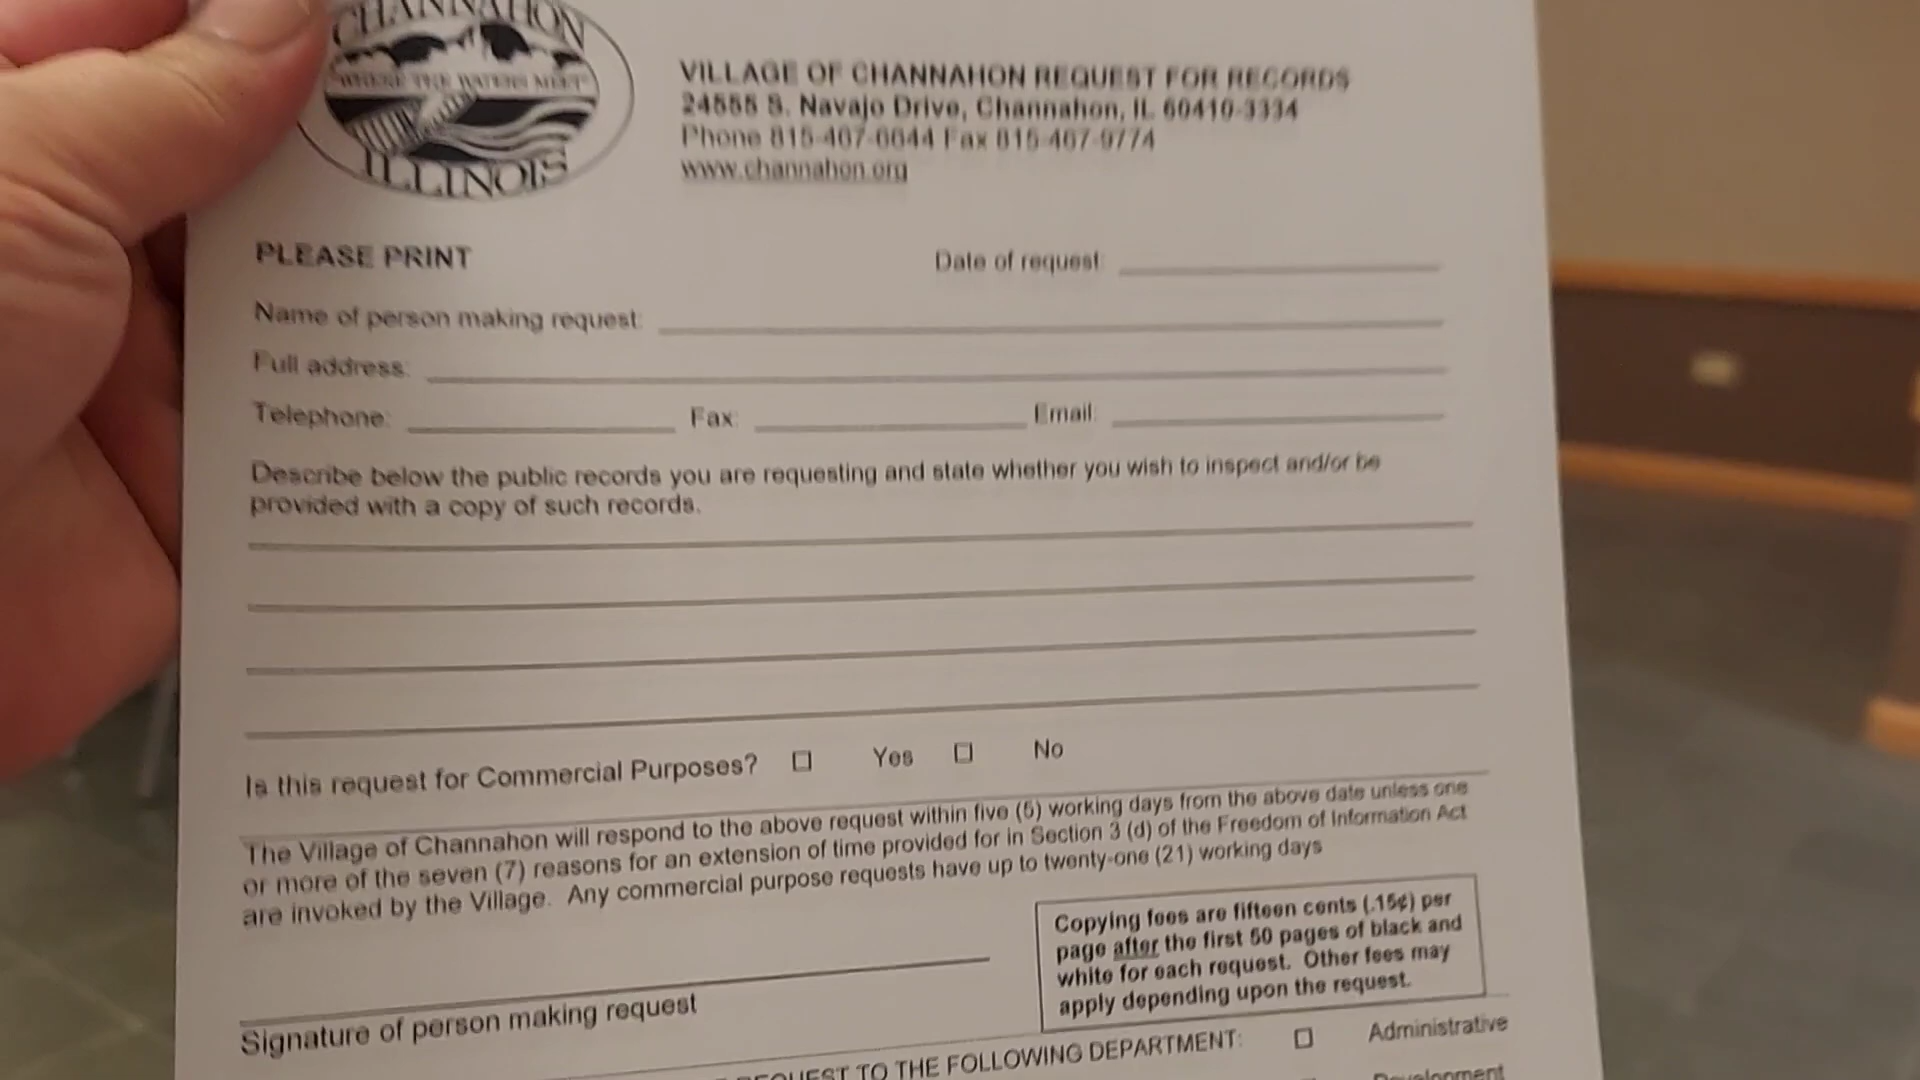 CHANNAHON
WHERE THE WATERS MEET
ILLINOIS
VILLAGE OF CHANNAHON REQUEST FOR RECORDS
24555 S. Navajo Drive, Channahon, IL 60410-3334
Phone 815-467-6644 Fax 815-467-9774
www.channahon.org
PLEASE PRINT
Date of request:
Name of person making request:
Full address:
Telephone: Fax: Email:
Describe below the public records you are requesting and state whether you wish to inspect and/or be
provided with a copy of such records.
Is this request for Commercial Purposes? Yes No
The Village of Channahon will respond to the above request within five (5) working days from the above date unless one
or more of the seven (7) reasons for an extension of time provided for in Section 3 (d) of the Freedom of Information Act
are invoked by the Village. Any commercial purpose requests have up to twenty-one (21) working days
Copying fees are fifteen cents (.15¢) per
page after the first 50 pages of black and
white for each request. Other fees may
apply depending upon the request.
Signature of person making request
REQUEST TO THE FOLLOWING DEPARTMENT: Administrative
Development